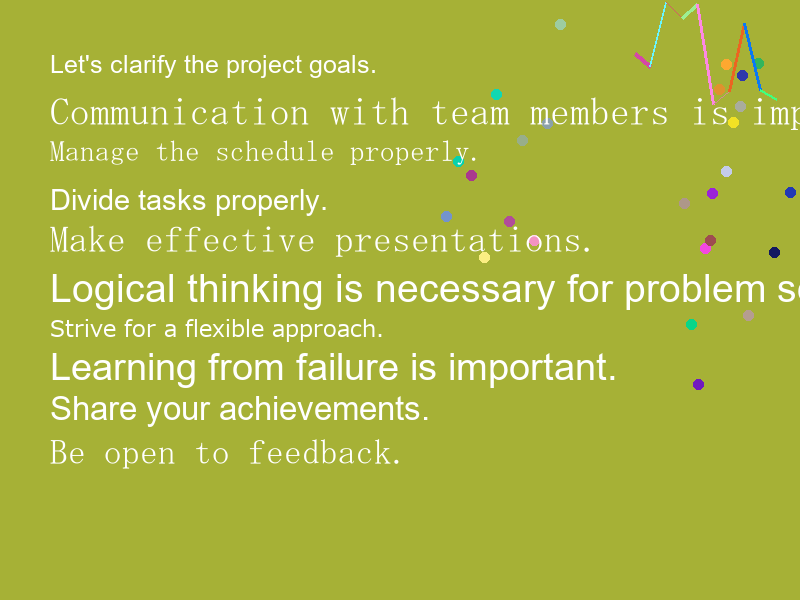 Let's clarify the project goals.
Communication with team members is
Manage the schedule properly.
Divide tasks properly.
Make effective presentations.
Logical thinking is necessary for problem
Strive for a flexible approach.
Learning from failure is important.
Share your achievements.
Be open to feedback.